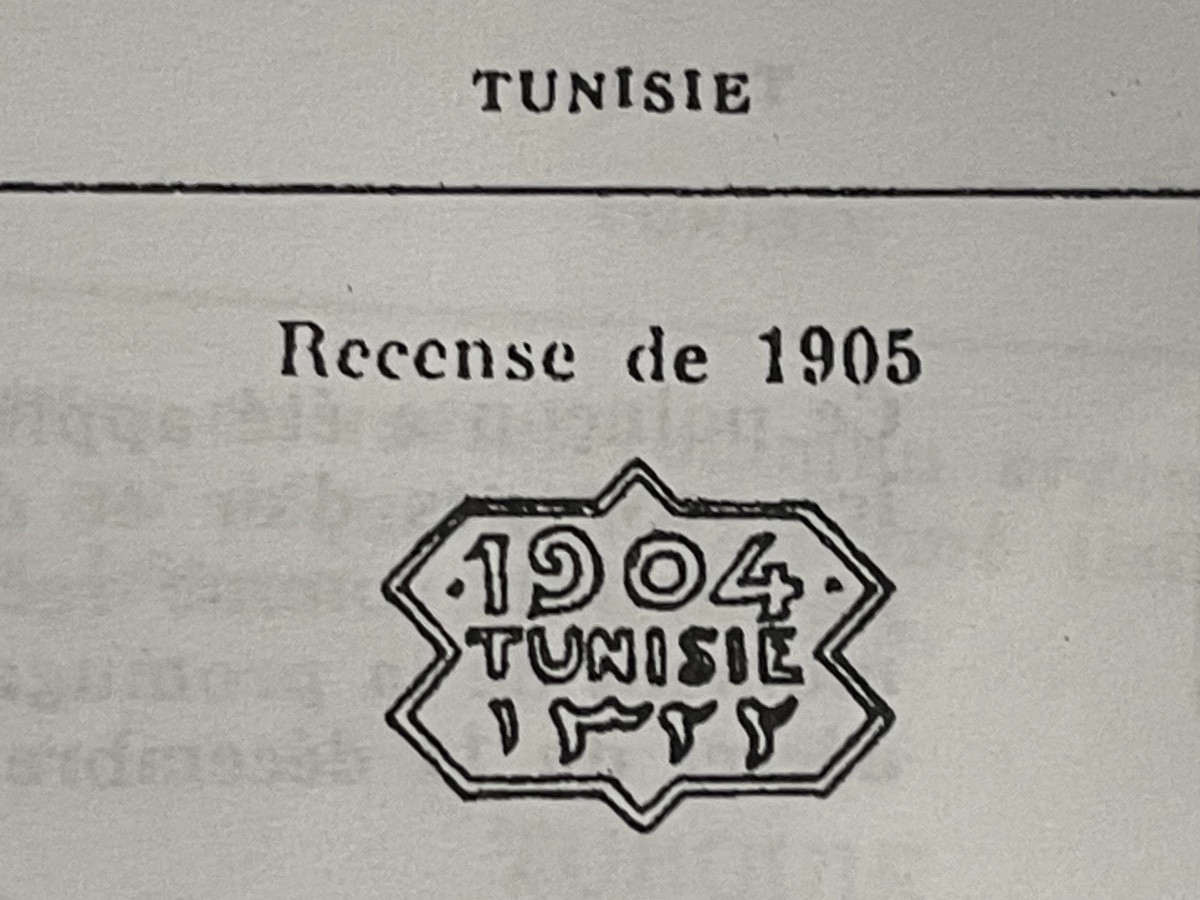 TUNISIE
Recense de 1905
·1904·
TUNISIE
١٣٢٢